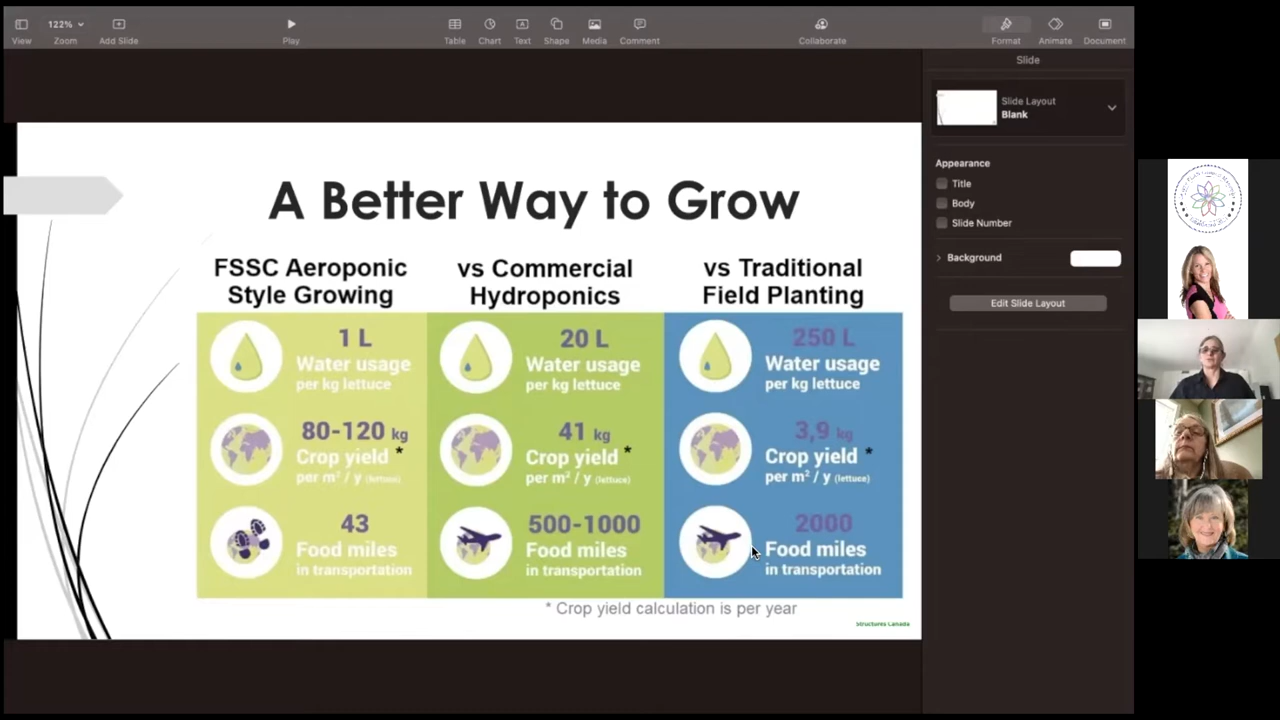 122%
View
Zoom
Add Slide
Play
Table
Chart
Text
Shape
Media
Comment
Collaborate
Format
Animate
Document
Slide
Slide Layout
Blank
Appearance
Title
Body
Slide Number
Background
Edit Slide Layout
A Better Way to Grow
FSSC Aeroponic
Style Growing
1 L
Water usage
per kg lettuce
80-120 kg
Crop yield *
per m² / y (lettuce)
43
Food miles
in transportation
vs Commercial
Hydroponics
20 L
Water usage
per kg lettuce
41 kg
Crop yield *
per m² / y (lettuce)
500-1000
Food miles
in transportation
vs Traditional
Field Planting
250 L
Water usage
per kg lettuce
3,9 kg
Crop yield *
per m² / y (lettuce)
2000
Food miles
in transportation
* Crop yield calculation is per year
Structures Canada